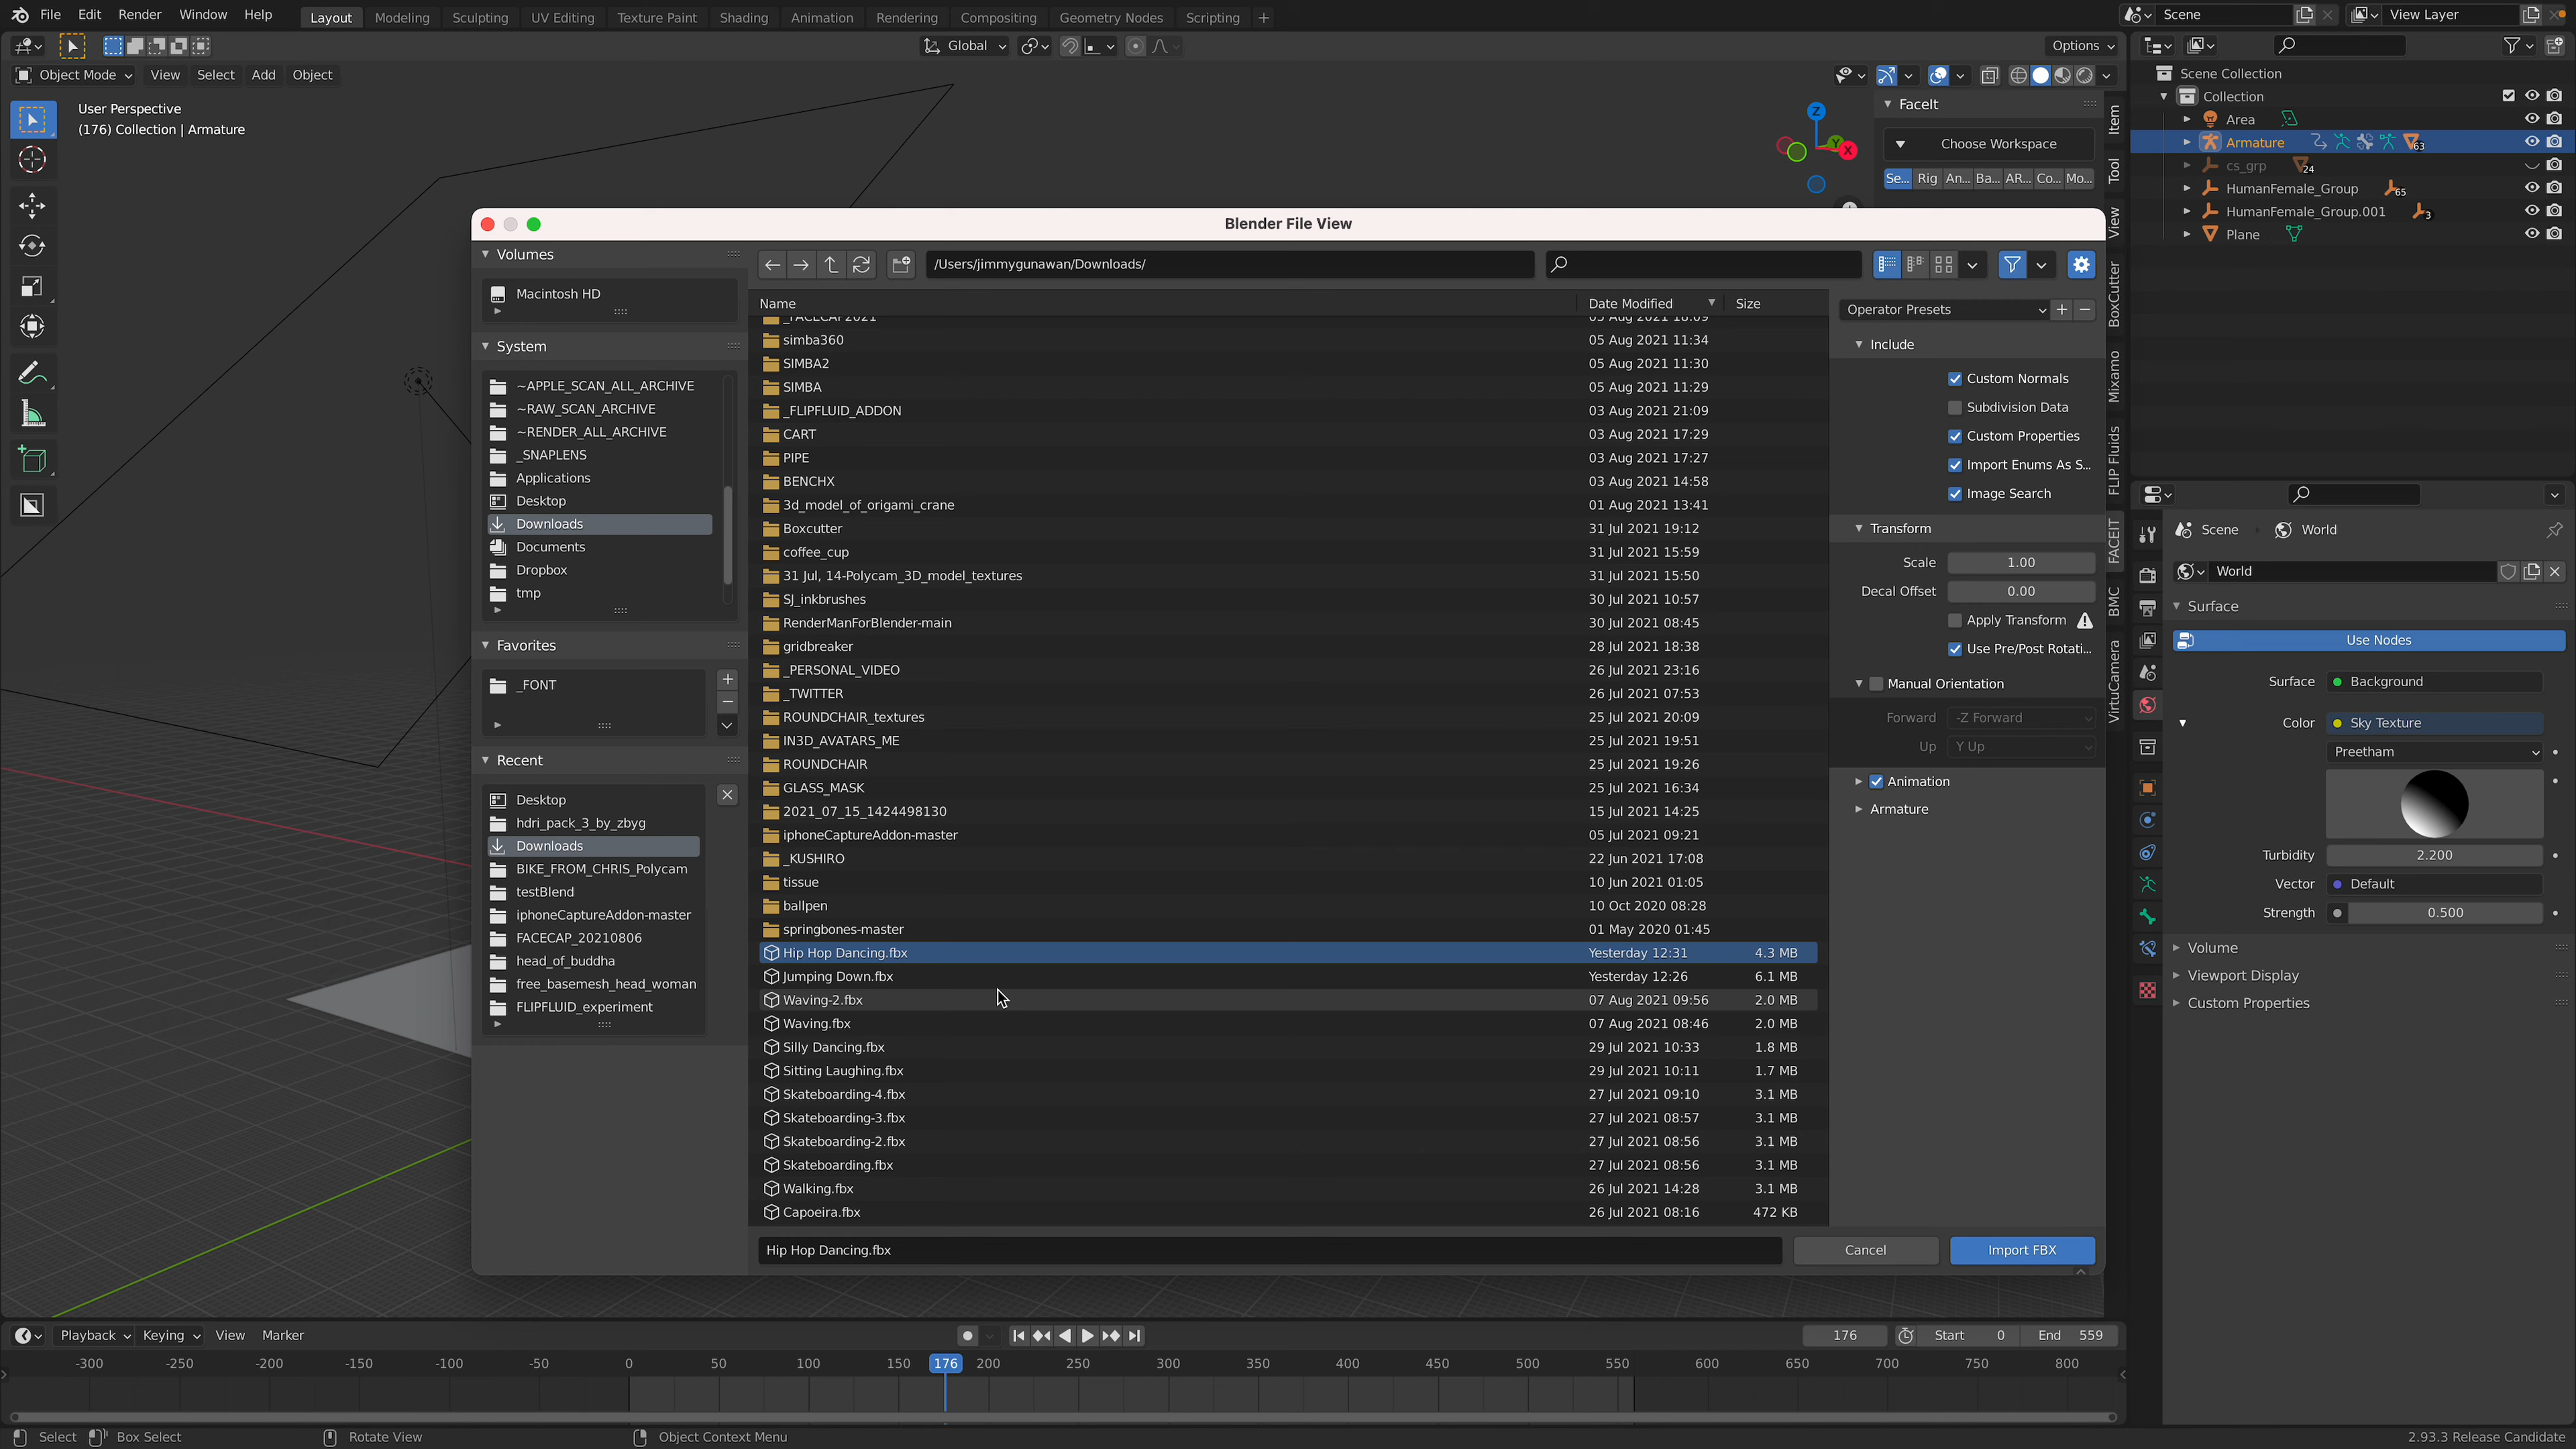 File Edit Render Window Help Layout Modeling Sculpting UV Editing Texture Paint Shading Animation Rendering Compositing Geometry Nodes Scripting + Scene View Layer
Global Options
Object Mode View Select Add Object
User Perspective
(176) Collection | Armature
Z
Y
X
FaceIt
Choose Workspace
Se... Rig An... Ba... AR... Co... Mo...
Item
Tool
View
BoxCutter
Mixamo
FLIP Fluids
FACEIT
BMC
VirtuCamera
Scene Collection
Collection
Area
Armature 63
cs_grp 24
HumanFemale_Group 65
HumanFemale_Group.001 3
Plane
Blender File View
Volumes
Macintosh HD
System
~APPLE_SCAN_ALL_ARCHIVE
~RAW_SCAN_ARCHIVE
~RENDER_ALL_ARCHIVE
_SNAPLENS
Applications
Desktop
Downloads
Documents
Dropbox
tmp
Favorites
_FONT
Recent
Desktop
hdri_pack_3_by_zbyg
Downloads
BIKE_FROM_CHRIS_Polycam
testBlend
iphoneCaptureAddon-master
FACECAP_20210806
head_of_buddha
free_basemesh_head_woman
FLIPFLUID_experiment
/Users/jimmygunawan/Downloads/
Name Date Modified Size
_FACECAP2021 05 Aug 2021 18:09
simba360 05 Aug 2021 11:34
SIMBA2 05 Aug 2021 11:30
SIMBA 05 Aug 2021 11:29
_FLIPFLUID_ADDON 03 Aug 2021 21:09
CART 03 Aug 2021 17:29
PIPE 03 Aug 2021 17:27
BENCHX 03 Aug 2021 14:58
3d_model_of_origami_crane 01 Aug 2021 13:41
Boxcutter 31 Jul 2021 19:12
coffee_cup 31 Jul 2021 15:59
31 Jul, 14-Polycam_3D_model_textures 31 Jul 2021 15:50
SJ_inkbrushes 30 Jul 2021 10:57
RenderManForBlender-main 30 Jul 2021 08:45
gridbreaker 28 Jul 2021 18:38
_PERSONAL_VIDEO 26 Jul 2021 23:16
_TWITTER 26 Jul 2021 07:53
ROUNDCHAIR_textures 25 Jul 2021 20:09
IN3D_AVATARS_ME 25 Jul 2021 19:51
ROUNDCHAIR 25 Jul 2021 19:26
GLASS_MASK 25 Jul 2021 16:34
2021_07_15_1424498130 15 Jul 2021 14:25
iphoneCaptureAddon-master 05 Jul 2021 09:21
_KUSHIRO 22 Jun 2021 17:08
tissue 10 Jun 2021 01:05
ballpen 10 Oct 2020 08:28
springbones-master 01 May 2020 01:45
Hip Hop Dancing.fbx Yesterday 12:31 4.3 MB
Jumping Down.fbx Yesterday 12:26 6.1 MB
Waving-2.fbx 07 Aug 2021 09:56 2.0 MB
Waving.fbx 07 Aug 2021 08:46 2.0 MB
Silly Dancing.fbx 29 Jul 2021 10:33 1.8 MB
Sitting Laughing.fbx 29 Jul 2021 10:11 1.7 MB
Skateboarding-4.fbx 27 Jul 2021 09:10 3.1 MB
Skateboarding-3.fbx 27 Jul 2021 08:57 3.1 MB
Skateboarding-2.fbx 27 Jul 2021 08:56 3.1 MB
Skateboarding.fbx 27 Jul 2021 08:56 3.1 MB
Walking.fbx 26 Jul 2021 14:28 3.1 MB
Capoeira.fbx 26 Jul 2021 08:16 472 KB
Hip Hop Dancing.fbx Cancel Import FBX
Operator Presets
Include
Custom Normals
Subdivision Data
Custom Properties
Import Enums As S...
Image Search
Transform
Scale 1.00
Decal Offset 0.00
Apply Transform
Use Pre/Post Rotati...
Manual Orientation
Forward -Z Forward
Up Y Up
Animation
Armature
Scene World
World
Surface
Use Nodes
Surface Background
Color Sky Texture
Preetham
Turbidity 2.200
Vector Default
Strength 0.500
Volume
Viewport Display
Custom Properties
Playback Keying View Marker 176 Start 0 End 559
-300 -250 -200 -150 -100 -50 0 50 100 150 176 200 250 300 350 400 450 500 550 600 650 700 750 800
Select Box Select Rotate View Object Context Menu 2.93.3 Release Candidate